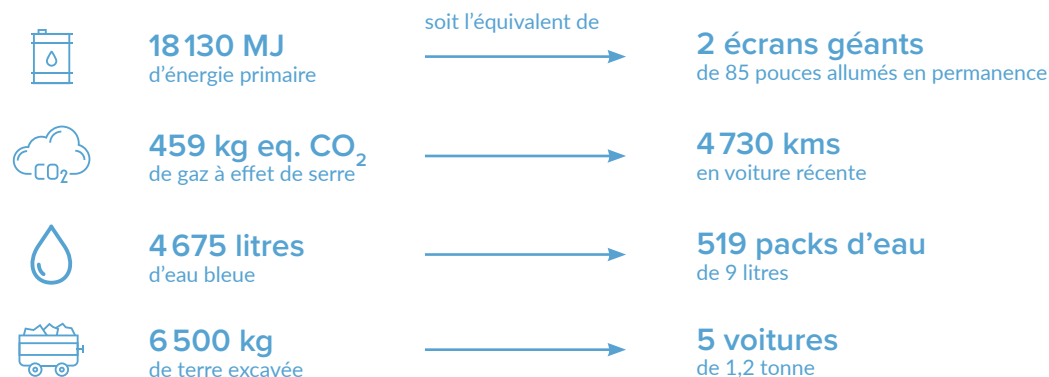 soit l’équivalent de
18 130 MJ
d’énergie primaire
2 écrans géants
de 85 pouces allumés en permanence
CO2
459 kg eq. CO2
de gaz à effet de serre
4 730 kms
en voiture récente
4 675 litres
d’eau bleue
519 packs d’eau
de 9 litres
6 500 kg
de terre excavée
5 voitures
de 1,2 tonne